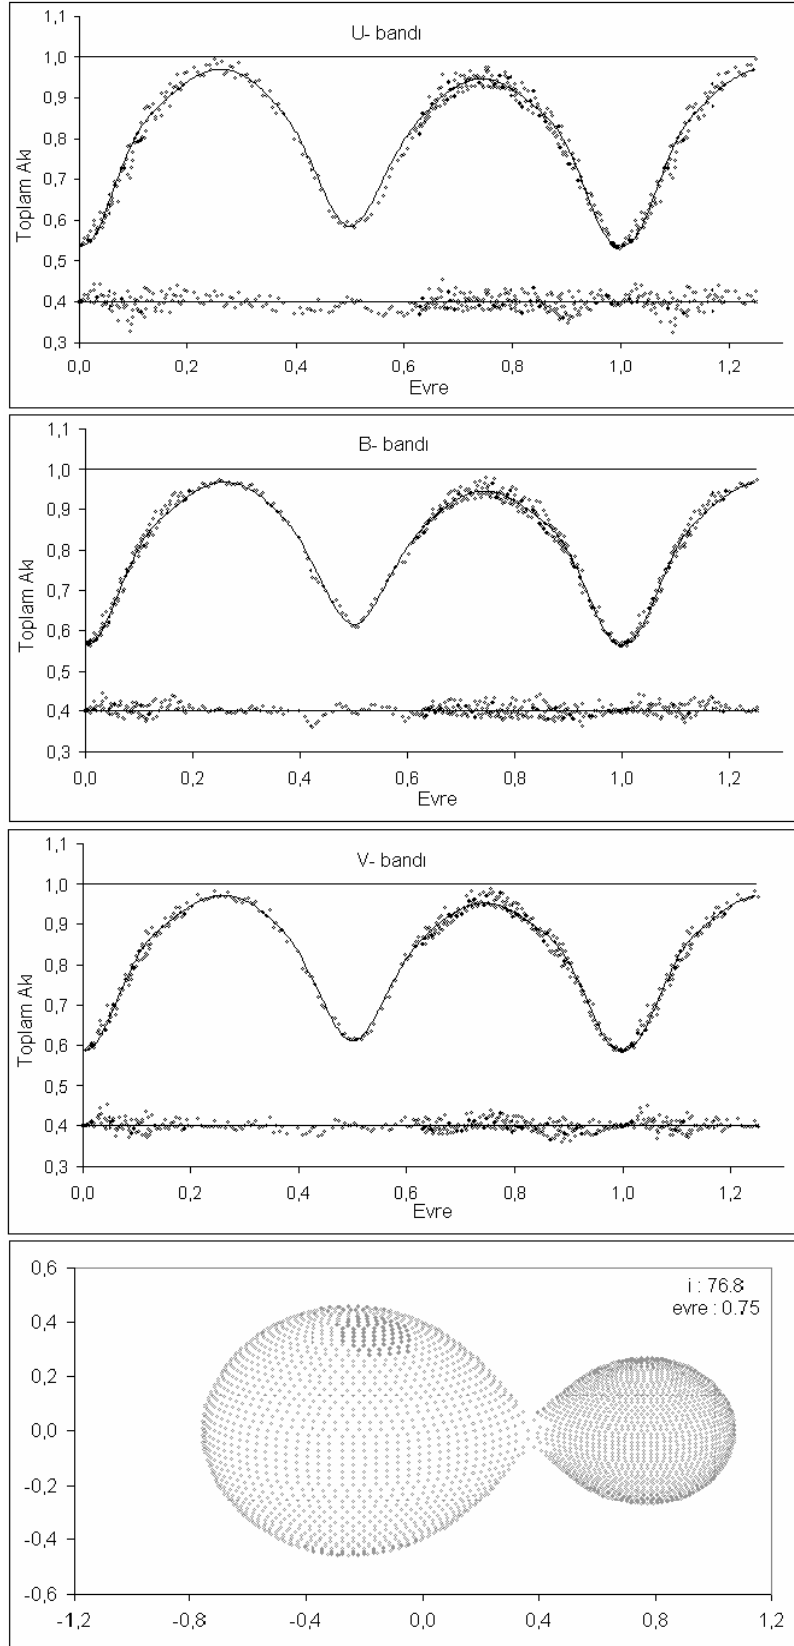 U- bandı
1,1
1,0
0,9
0,8
0,7
0,6
0,5
0,4
0,3
Toplam Akı
0,0 0,2 0,4 0,6 0,8 1,0 1,2
Evre
B- bandı
1,1
1,0
0,9
0,8
0,7
0,6
0,5
0,4
0,3
Toplam Akı
0,0 0,2 0,4 0,6 0,8 1,0 1,2
Evre
V- bandı
1,1
1,0
0,9
0,8
0,7
0,6
0,5
0,4
0,3
Toplam Akı
0,0 0,2 0,4 0,6 0,8 1,0 1,2
Evre
i : 76.8
evre : 0.75
0,6
0,4
0,2
0,0
-0,2
-0,4
-0,6
-1,2 -0,8 -0,4 0,0 0,4 0,8 1,2